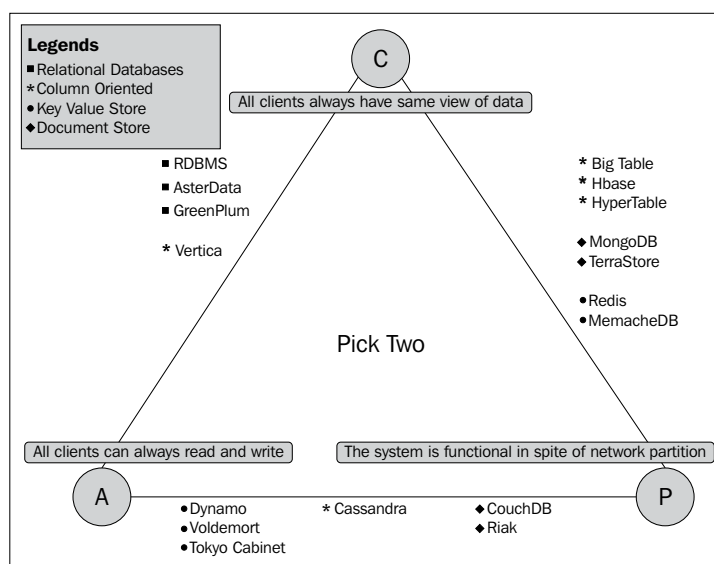 Legends
■ Relational Databases
* Column Oriented
● Key Value Store
◆ Document Store
C
All clients always have same view of data
■ RDBMS
■ AsterData
■ GreenPlum
* Vertica
* Big Table
* Hbase
* HyperTable
◆ MongoDB
◆ TerraStore
● Redis
● MemacheDB
Pick Two
All clients can always read and write
The system is functional in spite of network partition
A
P
● Dynamo
● Voldemort
● Tokyo Cabinet
* Cassandra
◆ CouchDB
◆ Riak